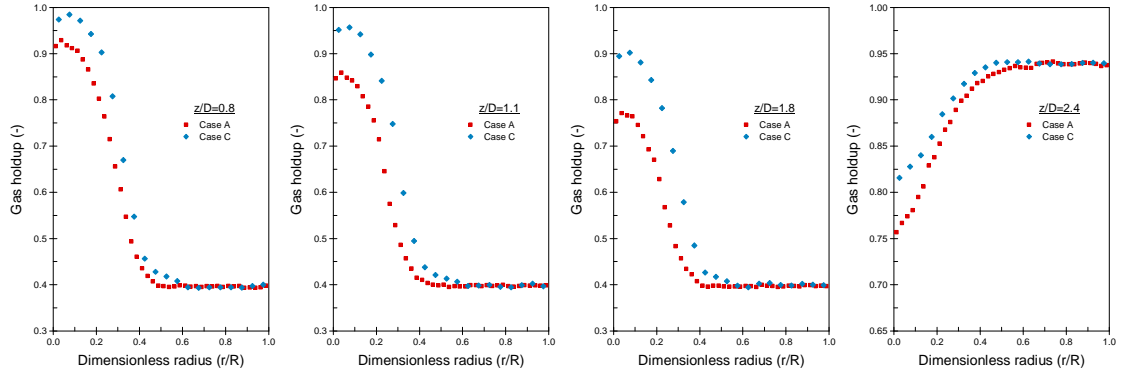 Gas holdup (-)
1.0
0.9
0.8
0.7
0.6
0.5
0.4
0.3
z/D=0.8
Case A
Case C
0.0 0.2 0.4 0.6 0.8 1.0
Dimensionless radius (r/R)
Gas holdup (-)
1.0
0.9
0.8
0.7
0.6
0.5
0.4
0.3
z/D=1.1
Case A
Case C
0.0 0.2 0.4 0.6 0.8 1.0
Dimensionless radius (r/R)
Gas holdup (-)
1.0
0.9
0.8
0.7
0.6
0.5
0.4
0.3
z/D=1.8
Case A
Case C
0.0 0.2 0.4 0.6 0.8 1.0
Dimensionless radius (r/R)
Gas holdup (-)
1.00
0.95
0.90
0.85
0.80
0.75
0.70
0.65
z/D=2.4
Case A
Case C
0.0 0.2 0.4 0.6 0.8 1.0
Dimensionless radius (r/R)